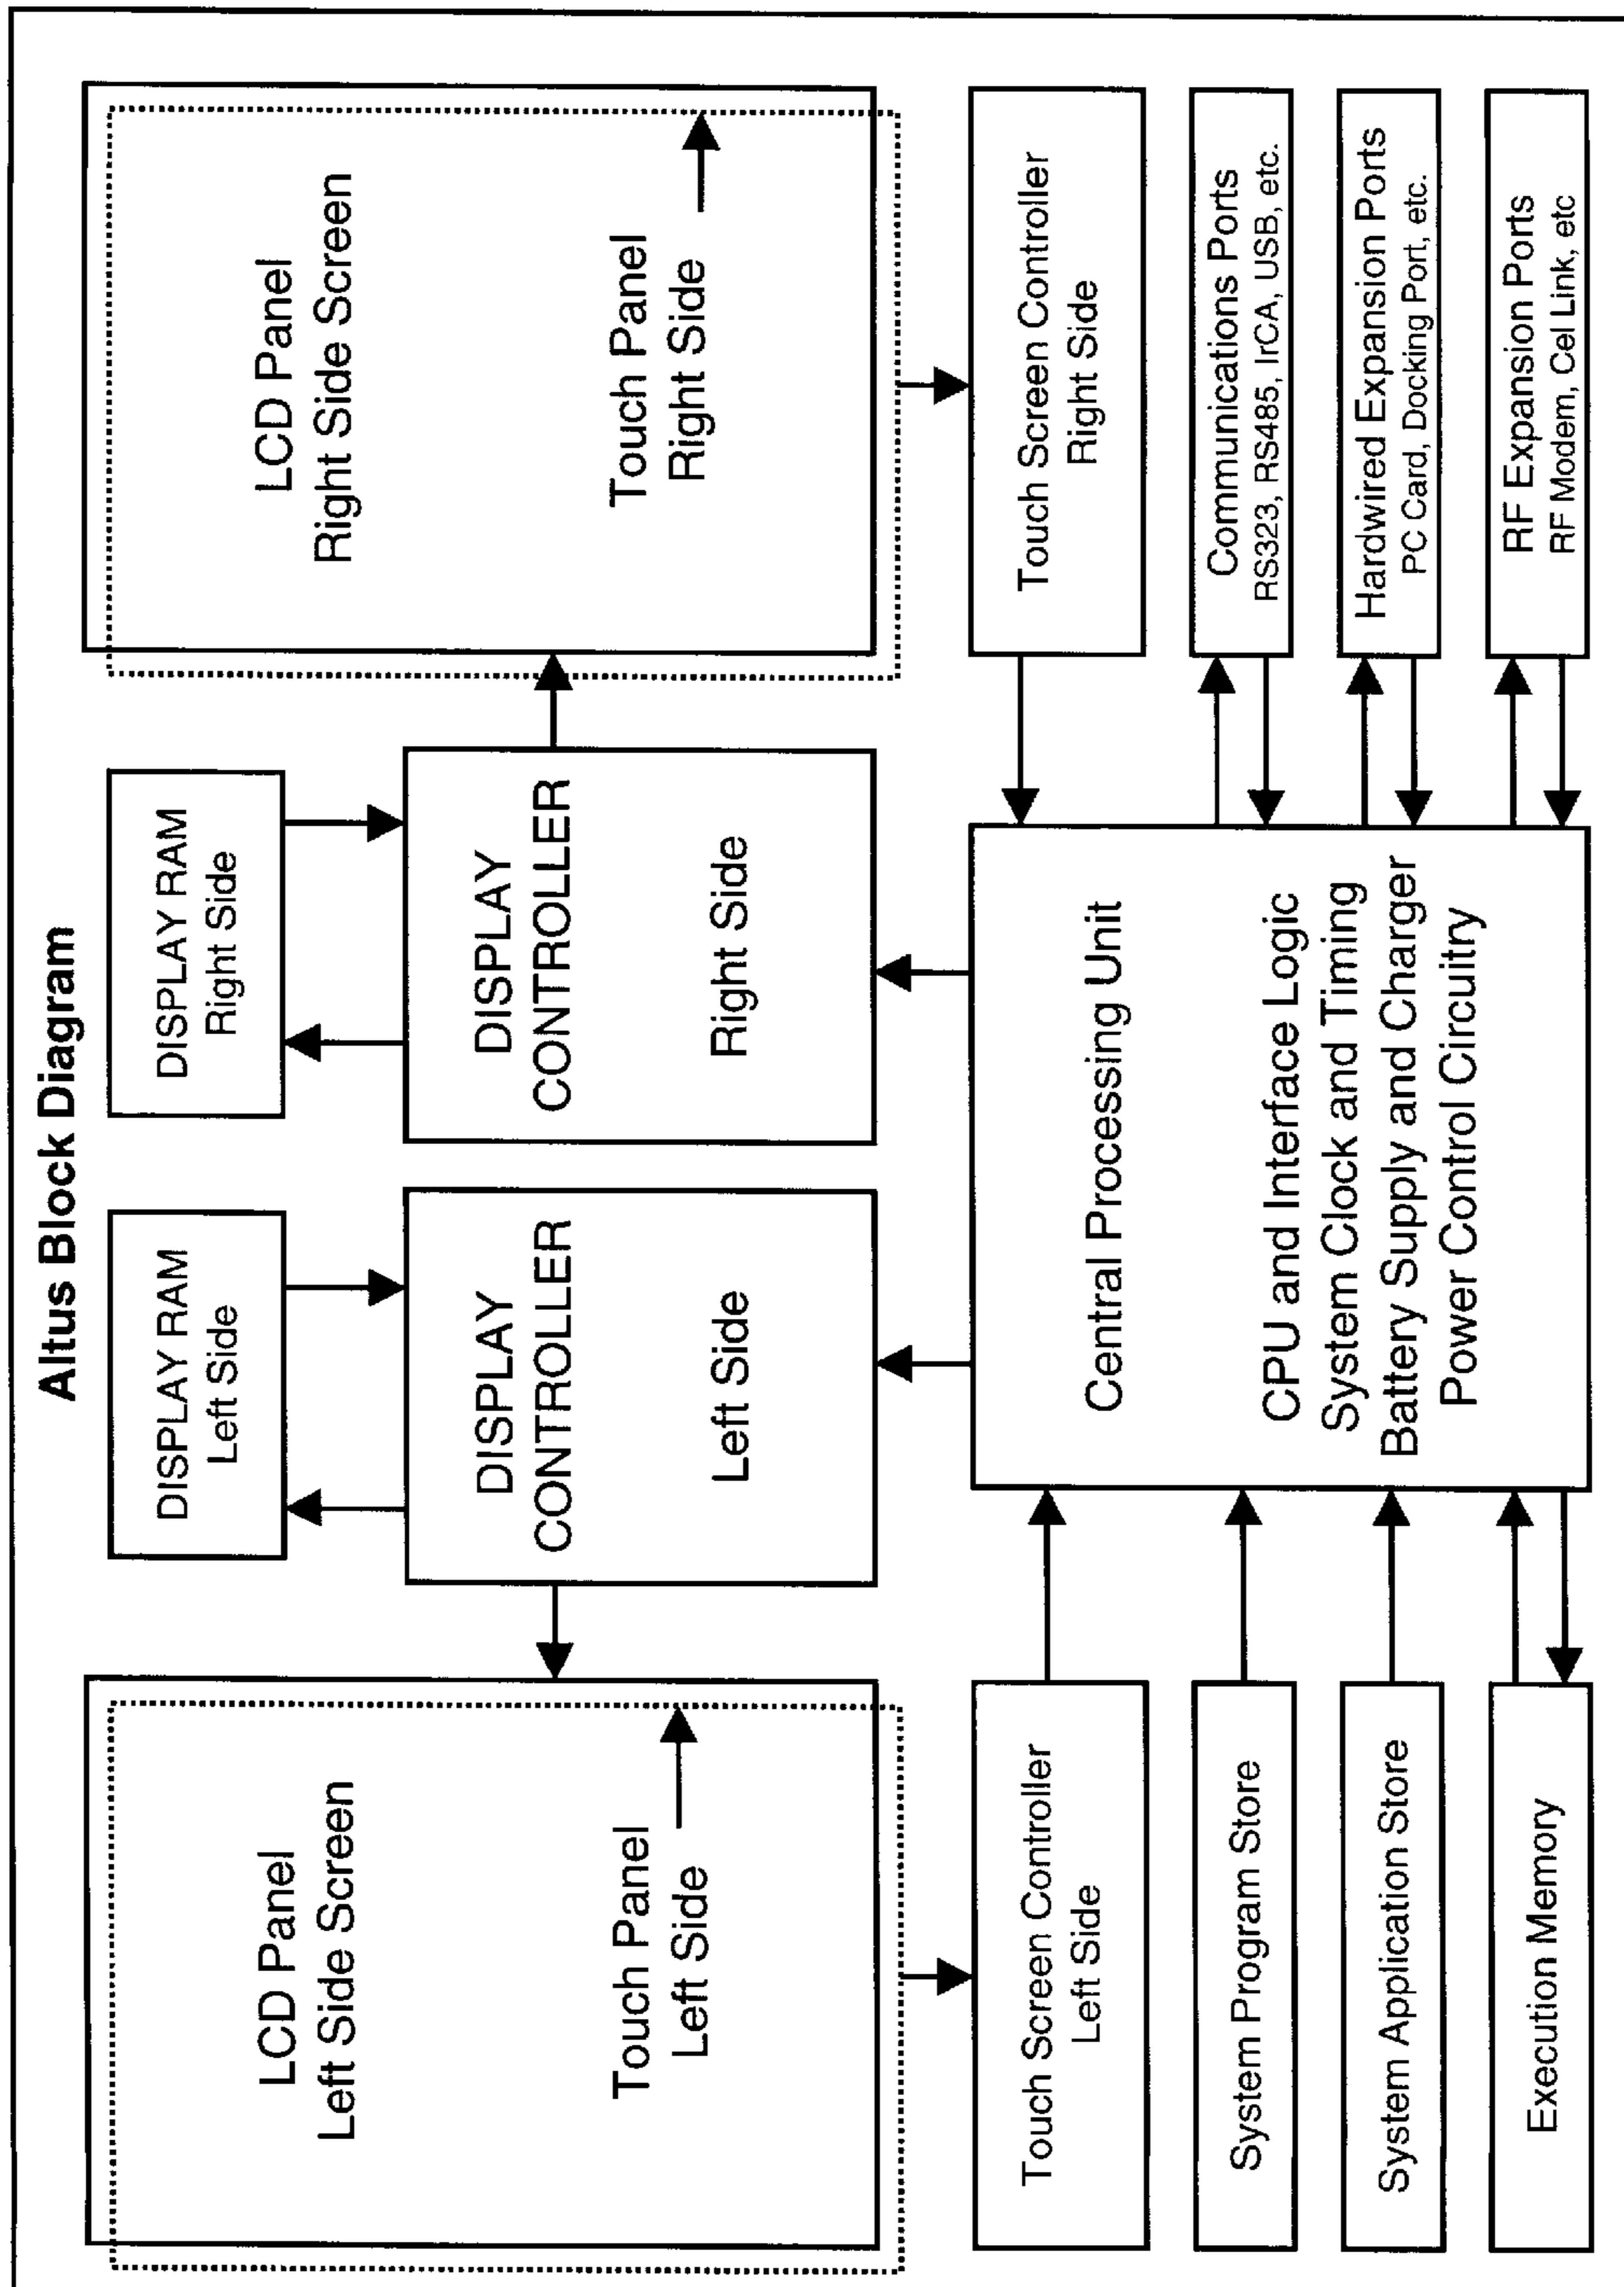 Altus Block Diagram
LCD Panel
Left Side Screen
Touch Panel
Left Side
DISPLAY RAM
Left Side
DISPLAY
CONTROLLER
Left Side
DISPLAY RAM
Right Side
DISPLAY
CONTROLLER
Right Side
LCD Panel
Right Side Screen
Touch Panel
Right Side
Touch Screen Controller
Left Side
System Program Store
System Application Store
Execution Memory
Central Processing Unit
CPU and Interface Logic
System Clock and Timing
Battery Supply and Charger
Power Control Circuitry
Touch Screen Controller
Right Side
Communications Ports
RS323, RS485, IrCA, USB, etc.
Hardwired Expansion Ports
PC Card, Docking Port, etc.
RF Expansion Ports
RF Modem, Cel Link, etc